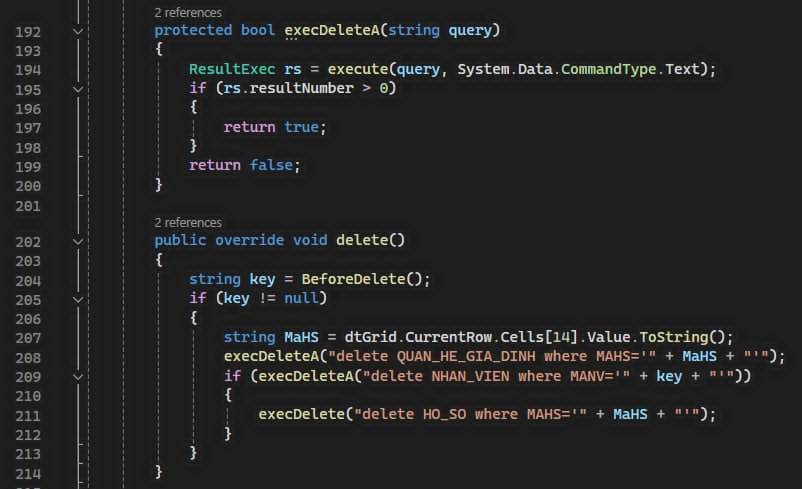 2 references
192 protected bool execDeleteA(string query)
193 {
194 ResultExec rs = execute(query, System.Data.CommandType.Text);
195 if (rs.resultNumber > 0)
196 {
197 return true;
198 }
199 return false;
200 }
201
2 references
202 public override void delete()
203 {
204 string key = BeforeDelete();
205 if (key != null)
206 {
207 string MaHS = dtGrid.CurrentRow.Cells[14].Value.ToString();
208 execDeleteA("delete QUAN_HE_GIA_DINH where MAHS='" + MaHS + "'");
209 if (execDeleteA("delete NHAN_VIEN where MANV='" + key + "'"))
210 {
211 execDelete("delete HO_SO where MAHS='" + MaHS + "'");
212 }
213 }
214 }